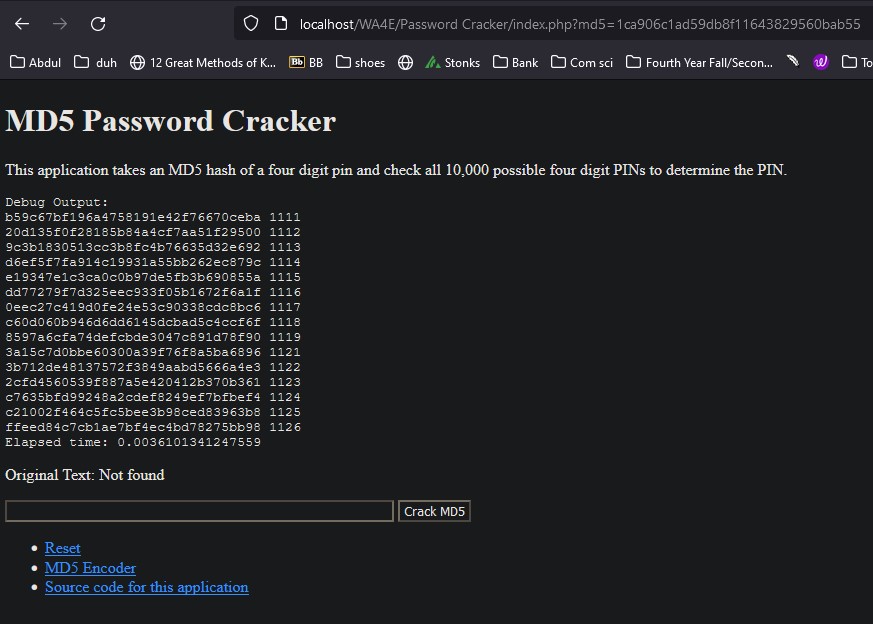 localhost/WA4E/Password Cracker/index.php?md5=1ca906c1ad59db8f11643829560bab55
Abdul duh 12 Great Methods of K... Bb BB shoes Stonks Bank Com sci Fourth Year Fall/Secon... To
MD5 Password Cracker
This application takes an MD5 hash of a four digit pin and check all 10,000 possible four digit PINs to determine the PIN.
Debug Output:
b59c67bf196a4758191e42f76670ceba 1111
20d135f0f28185b84a4cf7aa51f29500 1112
9c3b1830513cc3b8fc4b76635d32e692 1113
d6ef5f7fa914c19931a55bb262ec879c 1114
e19347e1c3ca0c0b97de5fb3b690855a 1115
dd77279f7d325eec933f05b1672f6a1f 1116
0eec27c419d0fe24e53c90338cdc8bc6 1117
c60d060b946d6dd6145dcbad5c4ccf6f 1118
8597a6cfa74defcbde3047c891d78f90 1119
3a15c7d0bbe60300a39f76f8a5ba6896 1121
3b712de48137572f3849aabd5666a4e3 1122
2cfd4560539f887a5e420412b370b361 1123
c7635bfd99248a2cdef8249ef7bfbef4 1124
c21002f464c5fc5bee3b98ced83963b8 1125
ffeed84c7cb1ae7bf4ec4bd78275bb98 1126
Elapsed time: 0.0036101341247559
Original Text: Not found
Crack MD5
Reset
MD5 Encoder
Source code for this application